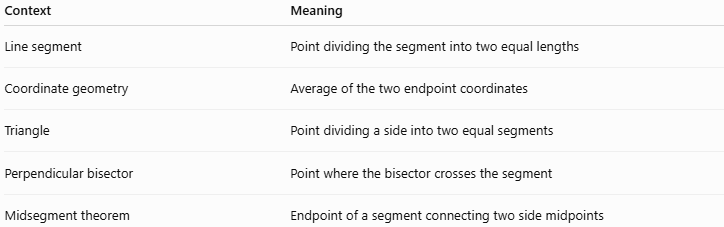 Context Meaning
Line segment Point dividing the segment into two equal lengths
Coordinate geometry Average of the two endpoint coordinates
Triangle Point dividing a side into two equal segments
Perpendicular bisector Point where the bisector crosses the segment
Midsegment theorem Endpoint of a segment connecting two side midpoints